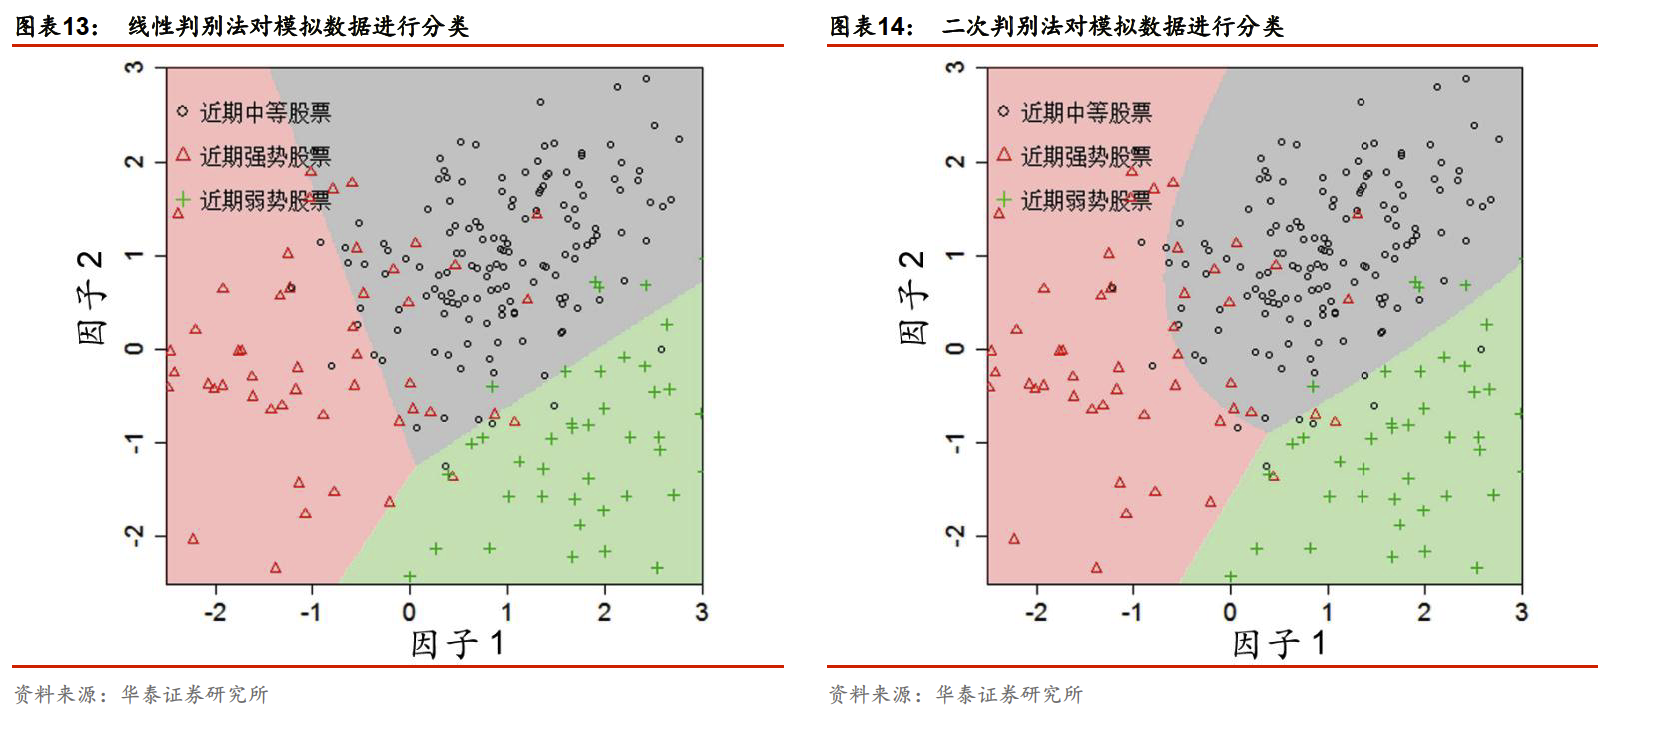 图表13： 线性判别法对模拟数据进行分类
3
2
1
0
-1
-2
因子 2
近期中等股票
近期强势股票
近期弱势股票
-2 -1 0 1 2 3
因子 1
资料来源：华泰证券研究所
图表14： 二次判别法对模拟数据进行分类
3
2
1
0
-1
-2
因子 2
近期中等股票
近期强势股票
近期弱势股票
-2 -1 0 1 2 3
因子 1
资料来源：华泰证券研究所